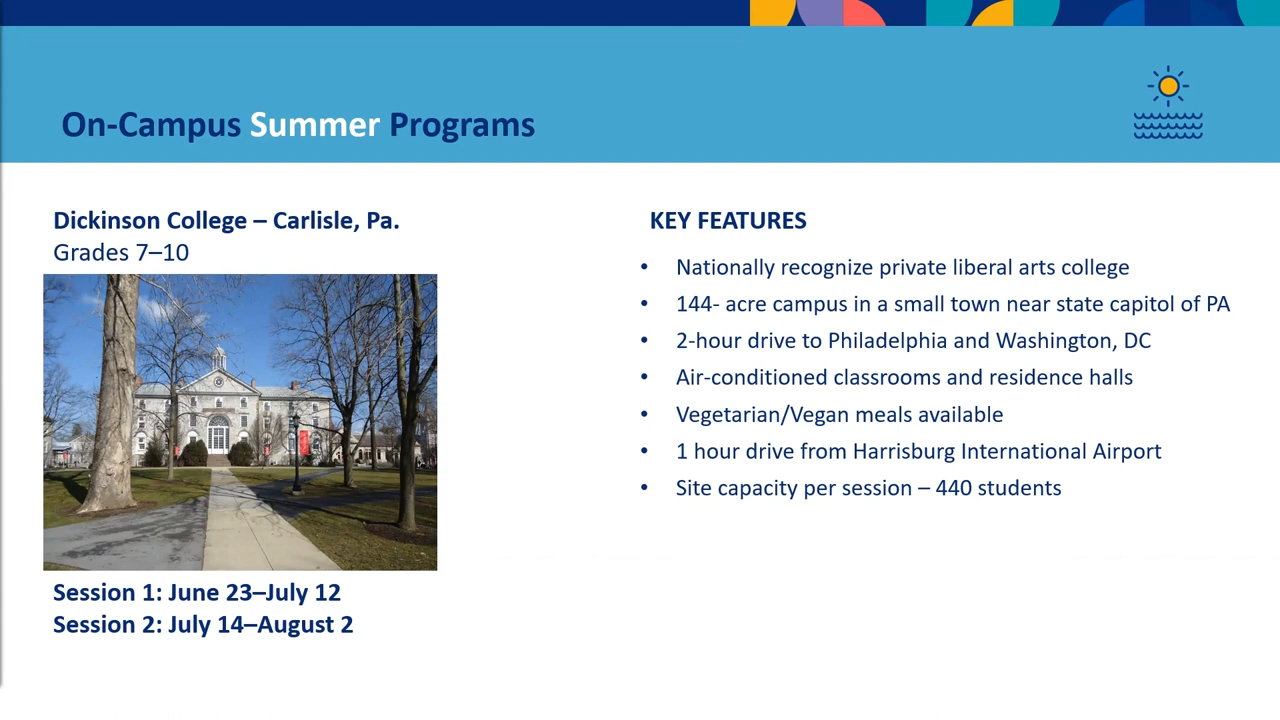 On-Campus Summer Programs
Dickinson College – Carlisle, Pa.
Grades 7–10
Session 1: June 23–July 12
Session 2: July 14–August 2
KEY FEATURES
• Nationally recognize private liberal arts college
• 144- acre campus in a small town near state capitol of PA
• 2-hour drive to Philadelphia and Washington, DC
• Air-conditioned classrooms and residence halls
• Vegetarian/Vegan meals available
• 1 hour drive from Harrisburg International Airport
• Site capacity per session – 440 students